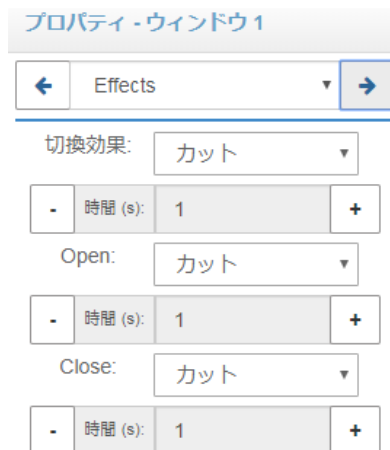 プロパティ - ウィンドウ 1
Effects
切換効果: カット
- 時間 (s): 1 +
Open: カット
- 時間 (s): 1 +
Close: カット
- 時間 (s): 1 +